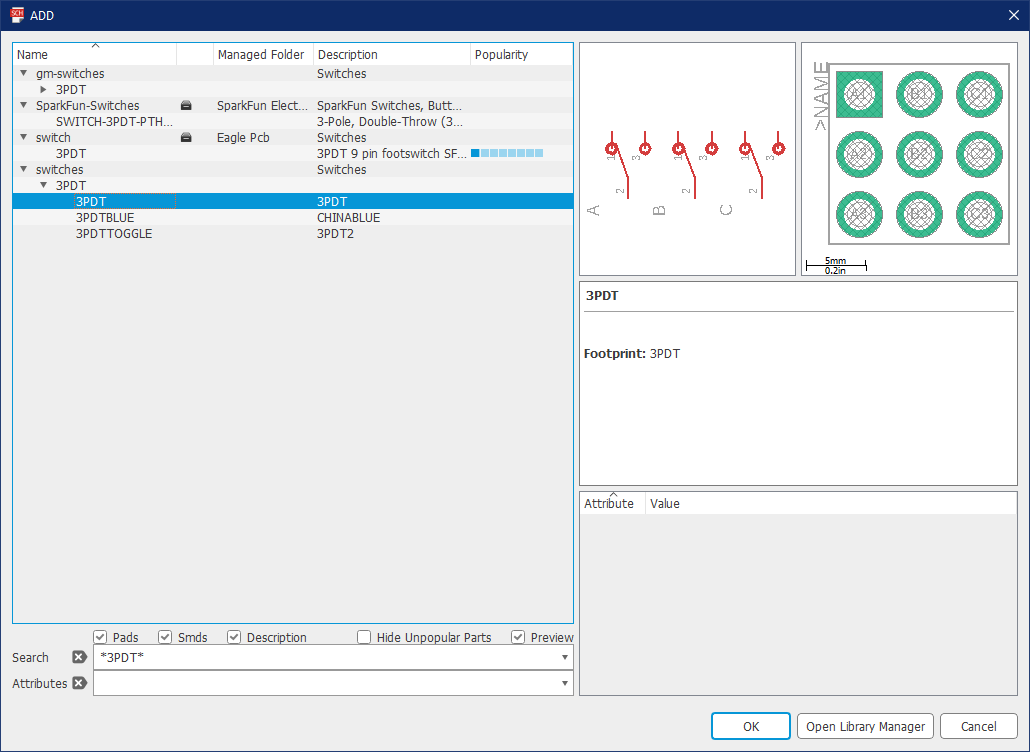 SCH ADD
Name Managed Folder Description Popularity
gm-switches Switches
3PDT
SparkFun-Switches SparkFun Elect... SparkFun Switches, Butt...
SWITCH-3PDT-PTH... 3-Pole, Double-Throw (3...
switch Eagle Pcb Switches
3PDT 3PDT 9 pin footswitch SF...
switches Switches
3PDT
3PDT 3PDT
3PDTBLUE CHINABLUE
3PDTTOGGLE 3PDT2
Pads Smds Description Hide Unpopular Parts Preview
Search *3PDT*
Attributes
1 3 1 3 1 3
2 2 2
A B C
>NAME
A1 B1 C1
A2 B2 C2
A3 B3 C3
5mm
0.2in
3PDT
Footprint: 3PDT
Attribute Value
OK Open Library Manager Cancel